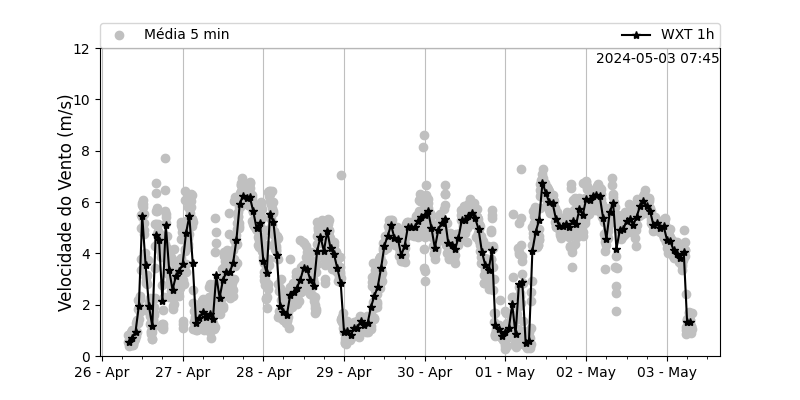 Média 5 min WXT 1h
2024-05-03 07:45
Velocidade do Vento (m/s)
12
10
8
6
4
2
0
26 - Apr 27 - Apr 28 - Apr 29 - Apr 30 - Apr 01 - May 02 - May 03 - May